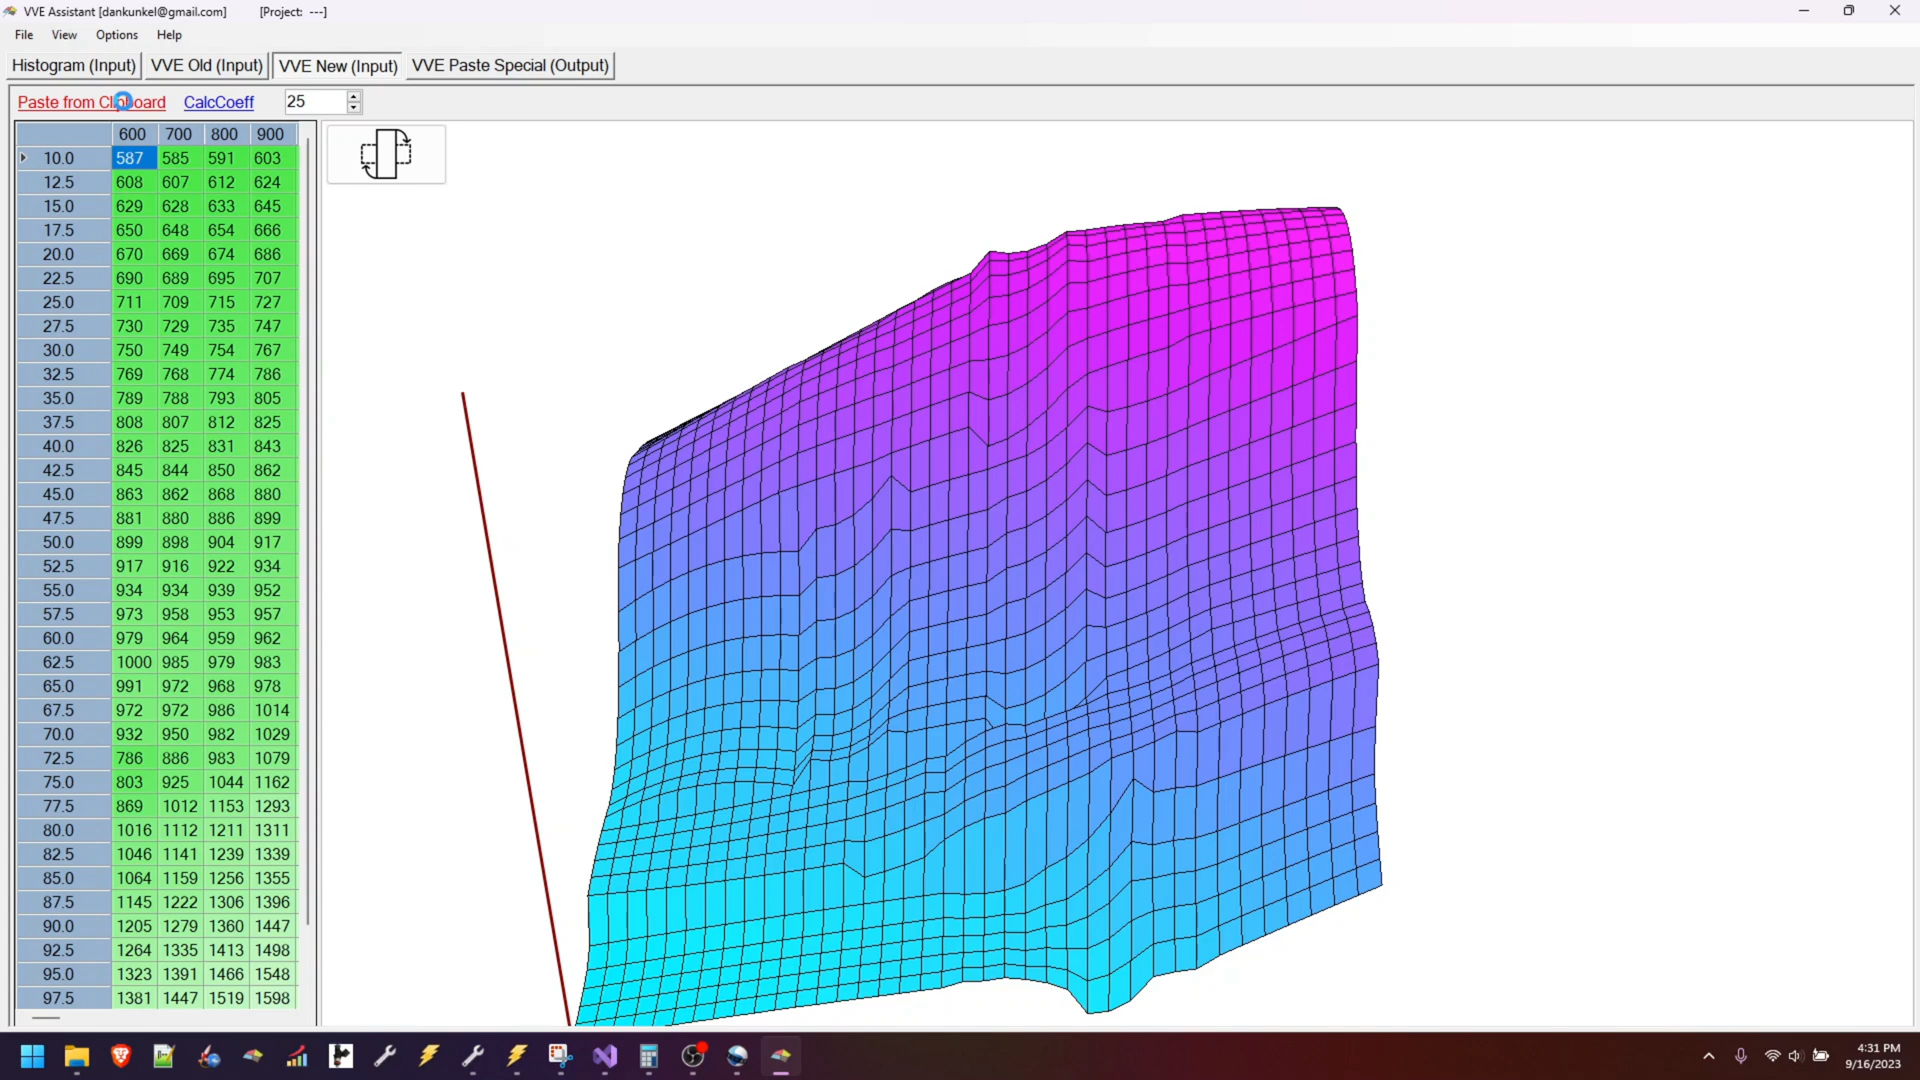 VVE Assistant [dankunkel@gmail.com] [Project: ---]
File View Options Help
Histogram (Input) VVE Old (Input) VVE New (Input) VVE Paste Special (Output)
Paste from Clipboard CalcCoeff 25
600 700 800 900
10.0 587 585 591 603
12.5 608 607 612 624
15.0 629 628 633 645
17.5 650 648 654 666
20.0 670 669 674 686
22.5 690 689 695 707
25.0 711 709 715 727
27.5 730 729 735 747
30.0 750 749 754 767
32.5 769 768 774 786
35.0 789 788 793 805
37.5 808 807 812 825
40.0 826 825 831 843
42.5 845 844 850 862
45.0 863 862 868 880
47.5 881 880 886 899
50.0 899 898 904 917
52.5 917 916 922 934
55.0 934 934 939 952
57.5 973 958 953 957
60.0 979 964 959 962
62.5 1000 985 979 983
65.0 991 972 968 978
67.5 972 972 986 1014
70.0 932 950 982 1029
72.5 786 886 983 1079
75.0 803 925 1044 1162
77.5 869 1012 1153 1293
80.0 1016 1112 1211 1311
82.5 1046 1141 1239 1339
85.0 1064 1159 1256 1355
87.5 1145 1222 1306 1396
90.0 1205 1279 1360 1447
92.5 1264 1335 1413 1498
95.0 1323 1391 1466 1548
97.5 1381 1447 1519 1598
4:31 PM
9/16/2023